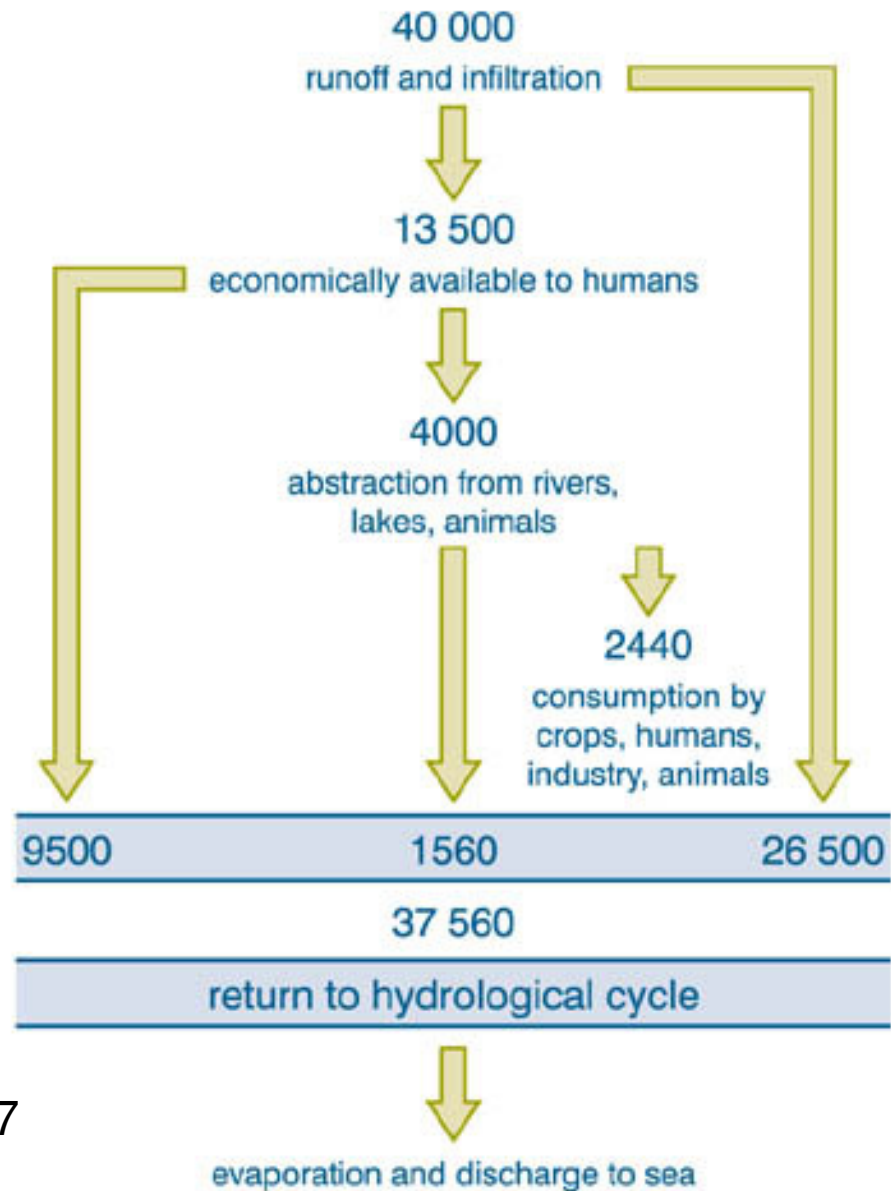 40 000
runoff and infiltration
13 500
economically available to humans
4000
abstraction from rivers,
lakes, animals
2440
consumption by
crops, humans,
industry, animals
9500 1560 26 500
37 560
return to hydrological cycle
7
evaporation and discharge to sea